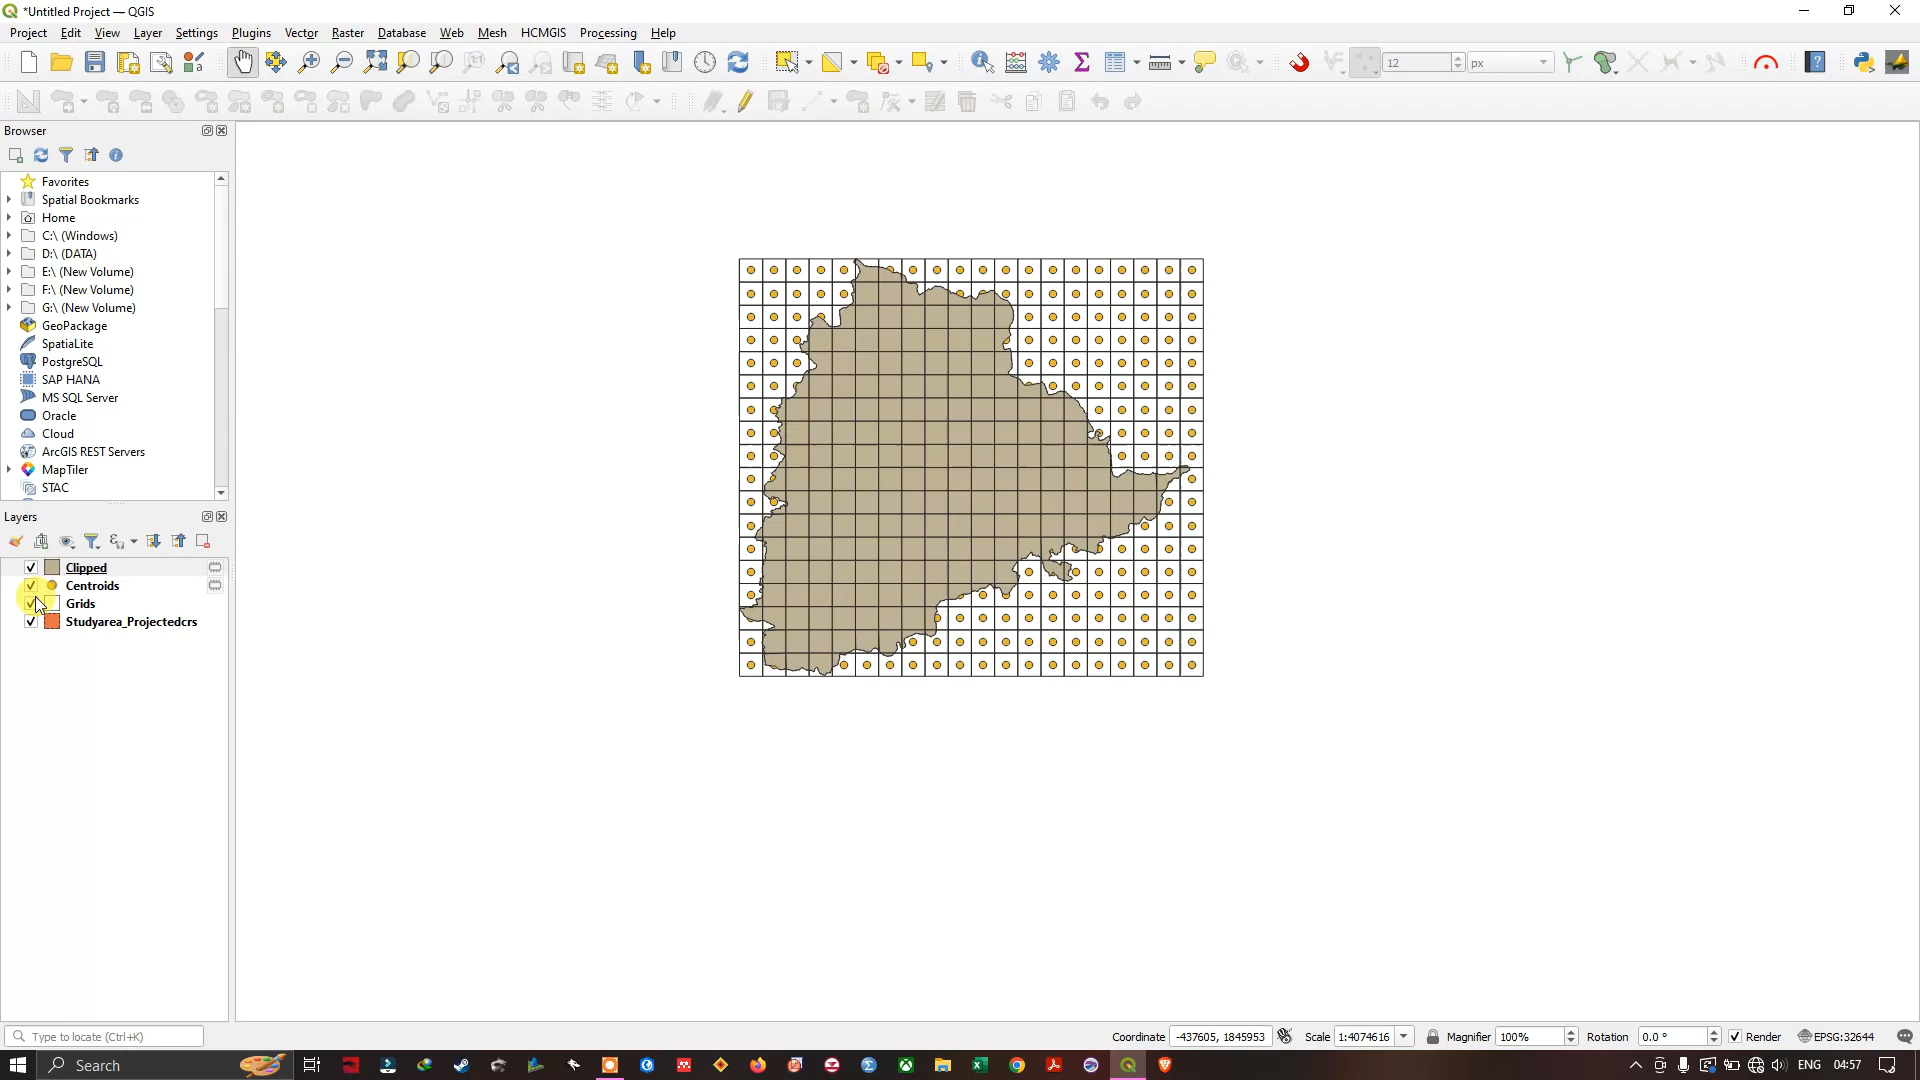 *Untitled Project — QGIS
Project Edit View Layer Settings Plugins Vector Raster Database Web Mesh HCMGIS Processing Help
12 px
Browser
Favorites
Spatial Bookmarks
Home
C:\ (Windows)
D:\ (DATA)
E:\ (New Volume)
F:\ (New Volume)
G:\ (New Volume)
GeoPackage
SpatiaLite
PostgreSQL
SAP HANA
MS SQL Server
Oracle
Cloud
ArcGIS REST Servers
MapTiler
STAC
Layers
Clipped
Centroids
Grids
Studyarea_Projectedcrs
Type to locate (Ctrl+K) Coordinate -437605, 1845953 Scale 1:4074616 Magnifier 100% Rotation 0.0 ° Render EPSG:32644
Search ENG 04:57